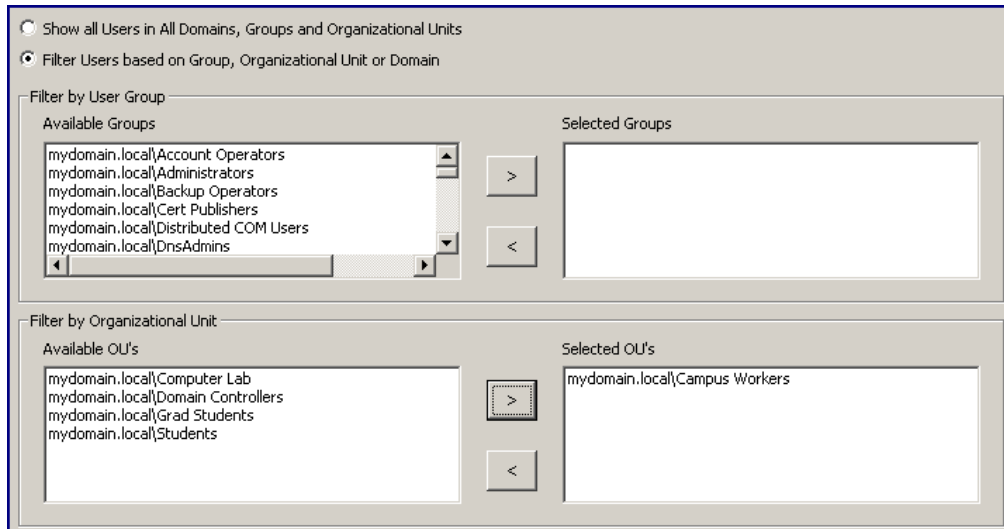 Show all Users in All Domains, Groups and Organizational Units
Filter Users based on Group, Organizational Unit or Domain
Filter by User Group
Available Groups
Selected Groups
mydomain.local\Account Operators
mydomain.local\Administrators
mydomain.local\Backup Operators
mydomain.local\Cert Publishers
mydomain.local\Distributed COM Users
mydomain.local\DnsAdmins
>
<
Filter by Organizational Unit
Available OU's
Selected OU's
mydomain.local\Computer Lab
mydomain.local\Domain Controllers
mydomain.local\Grad Students
mydomain.local\Students
>
<
mydomain.local\Campus Workers